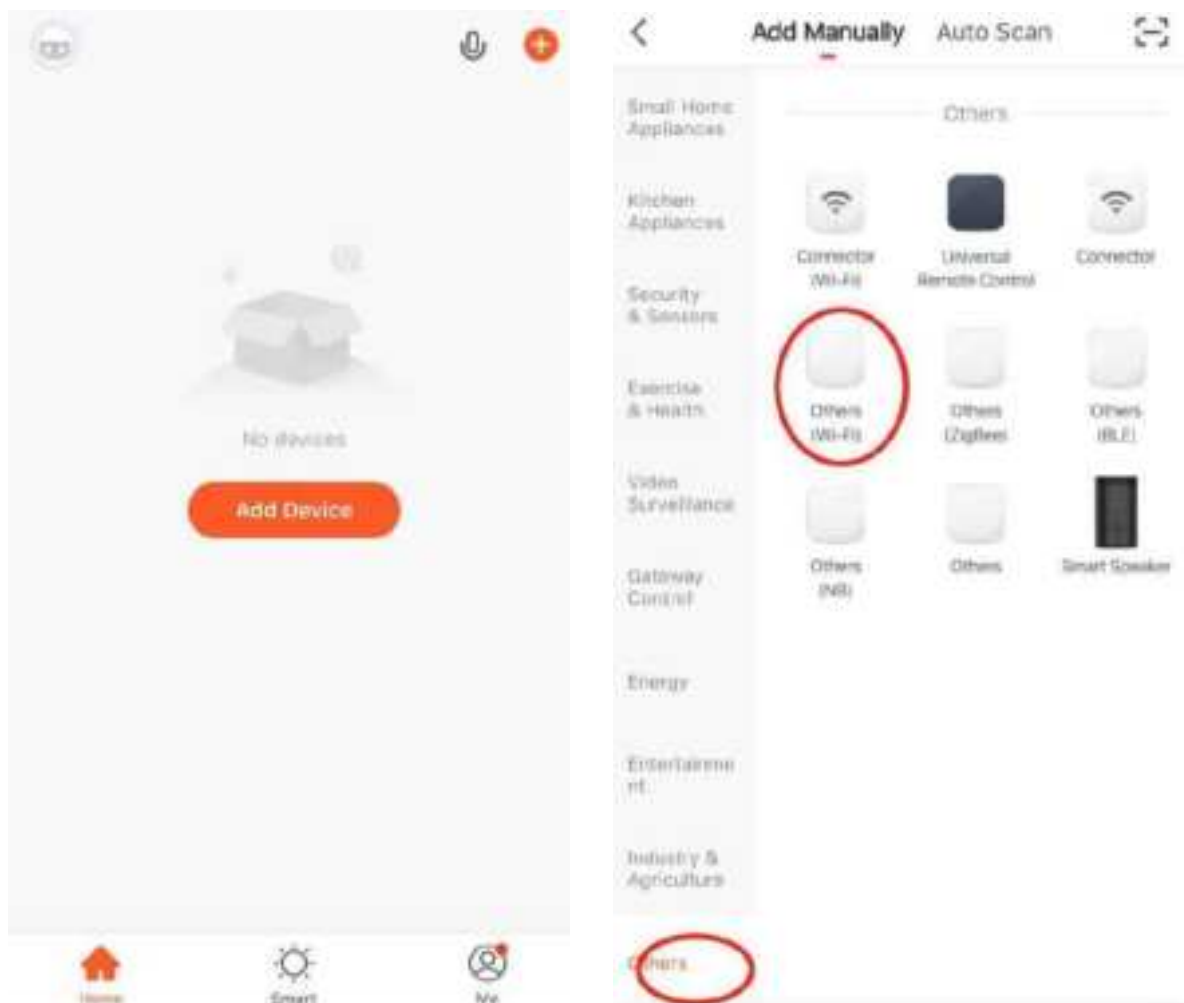 No devices
Add Device
Home
Smart
Me
Add Manually
Auto Scan
Small Home
Appliances
Kitchen
Appliances
Security
& Sensors
Exercise
& Health
Video
Surveillance
Gateway
Control
Energy
Entertainme
nt
Industry &
Agriculture
Others
Others
Connector
(Wi-Fi)
Universal
Remote Control
Connector
Others
(Wi-Fi)
Others
(ZigBee)
Others
(BLE)
Others
(NB)
Others
Smart Speaker